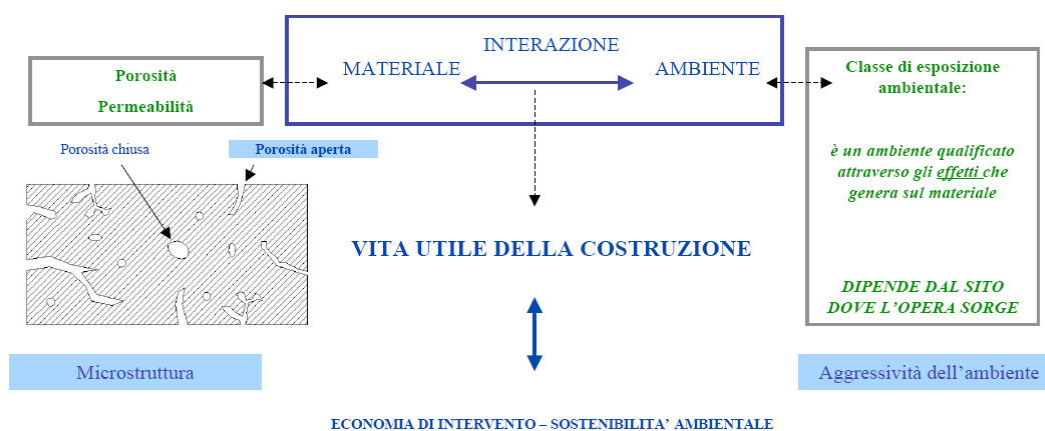 INTERAZIONE
MATERIALE
AMBIENTE
Porosità
Permeabilità
Classe di esposizione
ambientale:
è un ambiente qualificato
attraverso gli effetti che
genera sul materiale
DIPENDE DAL SITO
DOVE L’OPERA SORGE
Porosità chiusa
Porosità aperta
VITA UTILE DELLA COSTRUZIONE
Microstruttura
Aggressività dell’ambiente
ECONOMIA DI INTERVENTO – SOSTENIBILITA’ AMBIENTALE